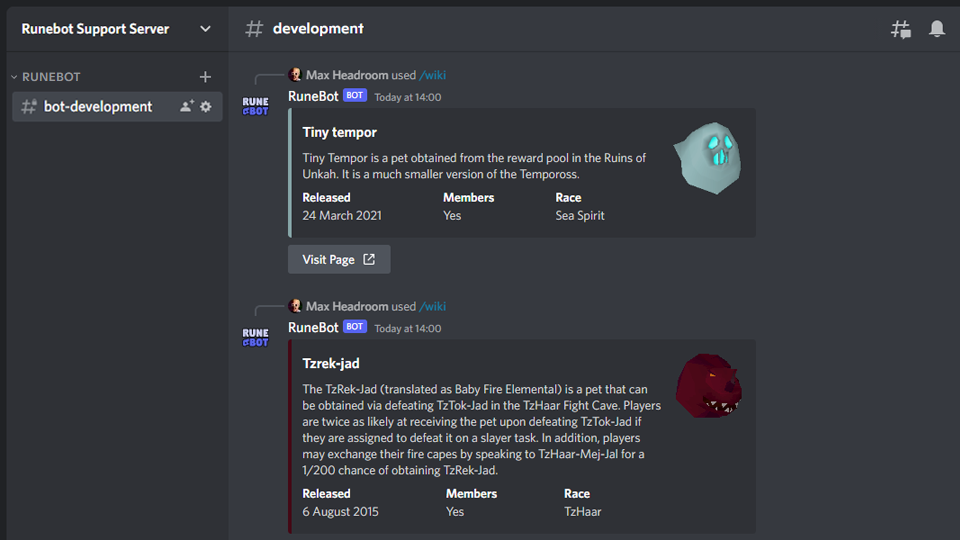 Runebot Support Server
# development
RUNEBOT
bot-development
Max Headroom used /wiki
RUNE BOT
RuneBot BOT Today at 14:00
Tiny tempor
Tiny Tempor is a pet obtained from the reward pool in the Ruins of
Unkah. It is a much smaller version of the Tempoross.
Released Members Race
24 March 2021 Yes Sea Spirit
Visit Page
Max Headroom used /wiki
RUNE BOT
RuneBot BOT Today at 14:00
Tzrek-jad
The TzRek-Jad (translated as Baby Fire Elemental) is a pet that can
be obtained via defeating TzTok-Jad in the TzHaar Fight Cave. Players
are twice as likely at receiving the pet upon defeating TzTok-Jad if
they are assigned to defeat it on a slayer task. In addition, players
may exchange their fire capes by speaking to TzHaar-Mej-Jal for a
1/200 chance of obtaining TzRek-Jad.
Released Members Race
6 August 2015 Yes TzHaar